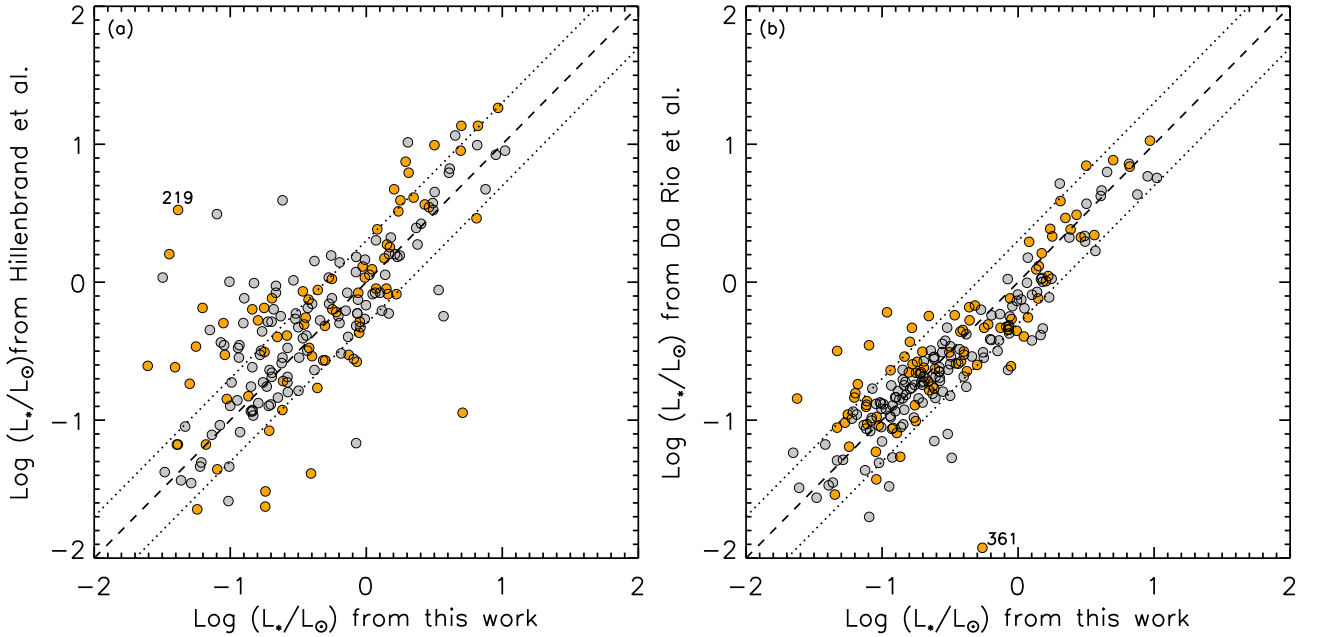 (a)
2
1
0
−1
−2
219
−2 −1 0 1 2
Log (L*/L⊙)from Hillenbrand et al.
Log (L*/L⊙) from this work
(b)
2
1
0
−1
−2
361
−2 −1 0 1 2
Log (L*/L⊙) from Da Rio et al.
Log (L*/L⊙) from this work